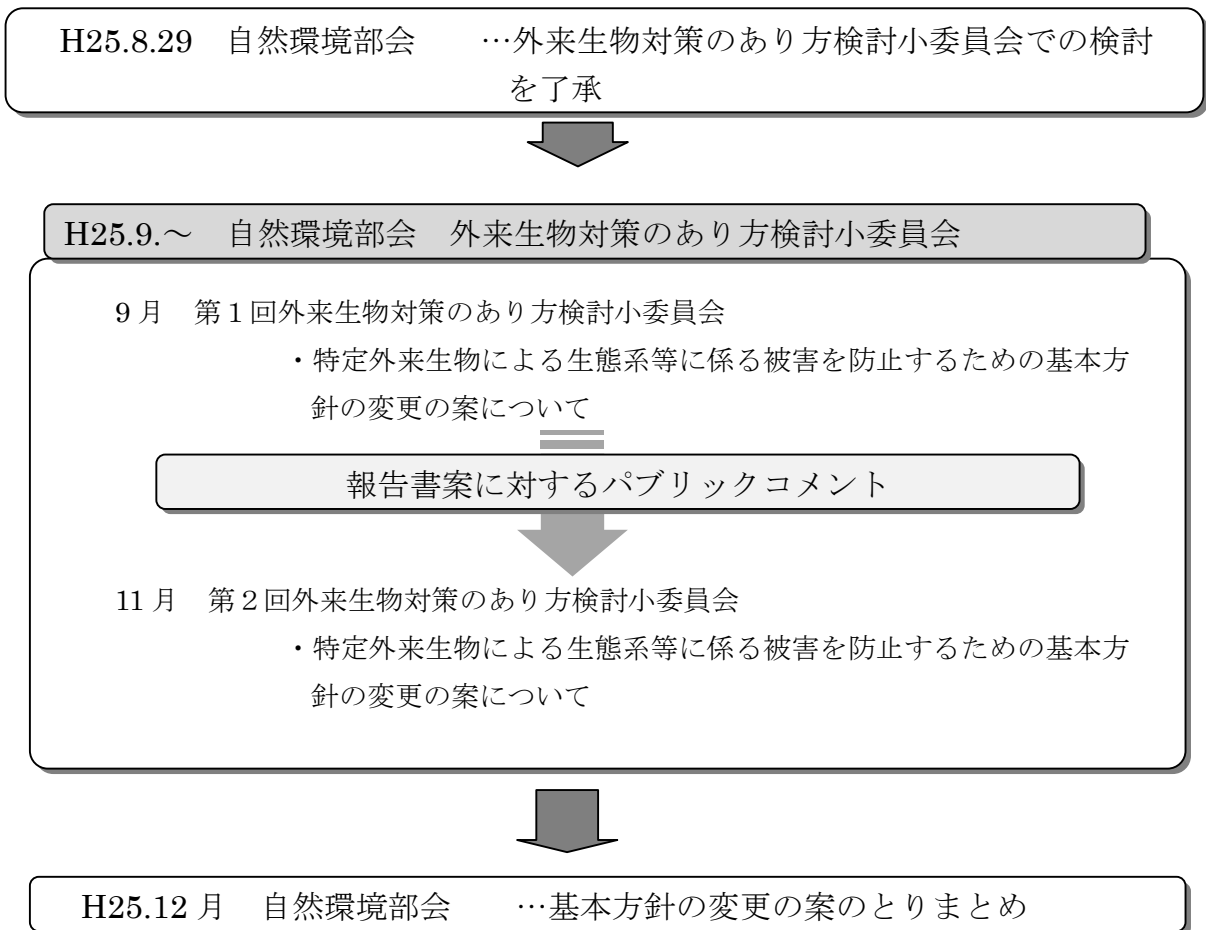 H25.8.29　自然環境部会　　…外来生物対策のあり方検討小委員会での検討
を了承
H25.9.～　自然環境部会　外来生物対策のあり方検討小委員会
9 月　第１回外来生物対策のあり方検討小委員会
・特定外来生物による生態系等に係る被害を防止するための基本方
針の変更の案について
報告書案に対するパブリックコメント
11 月　第２回外来生物対策のあり方検討小委員会
・特定外来生物による生態系等に係る被害を防止するための基本方
針の変更の案について
H25.12 月　自然環境部会　　…基本方針の変更の案のとりまとめ